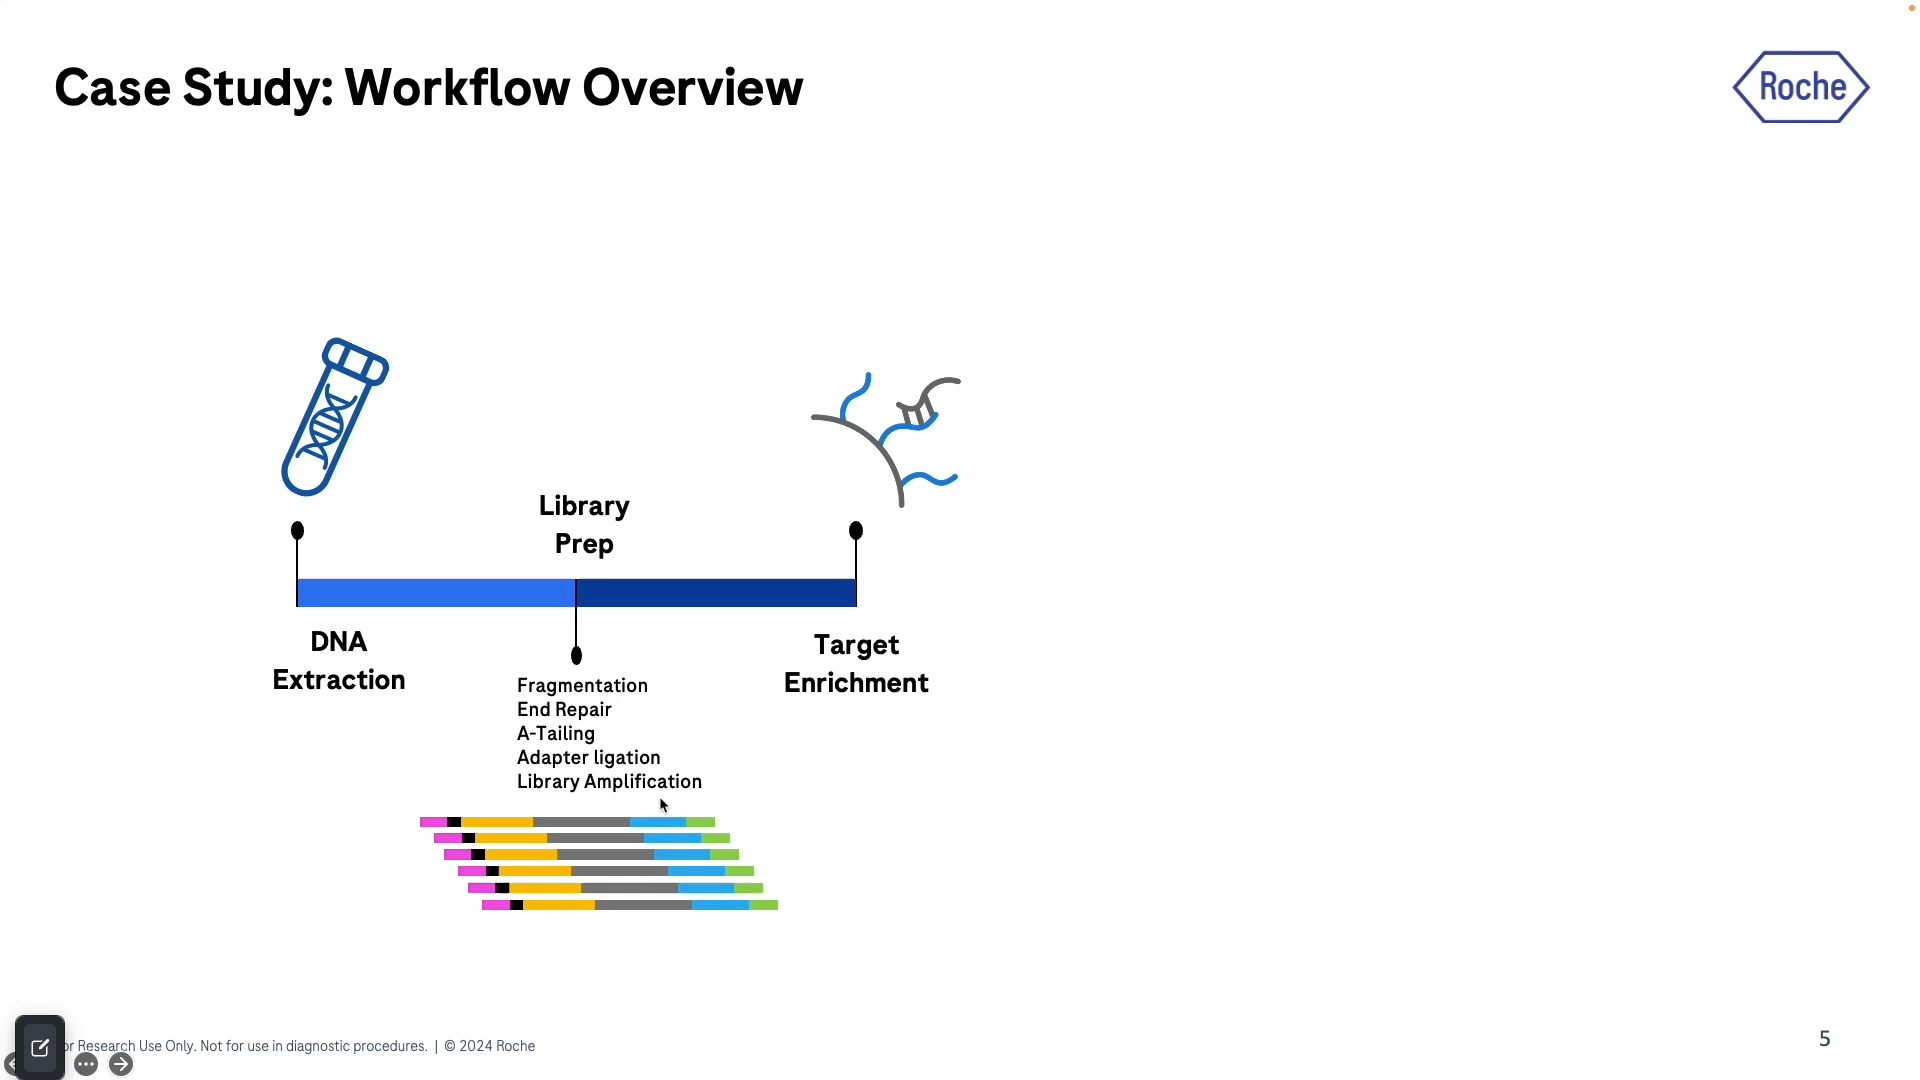 Case Study: Workflow Overview
Roche
Library
Prep
DNA
Extraction
Target
Enrichment
Fragmentation
End Repair
A-Tailing
Adapter ligation
Library Amplification
or Research Use Only. Not for use in diagnostic procedures. | © 2024 Roche
5